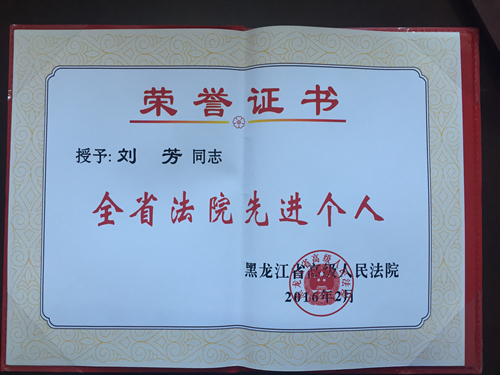 荣誉证书
授予:刘 芳 同志
全省法院先进个人
黑龙江省高级人民法院
2016年2月